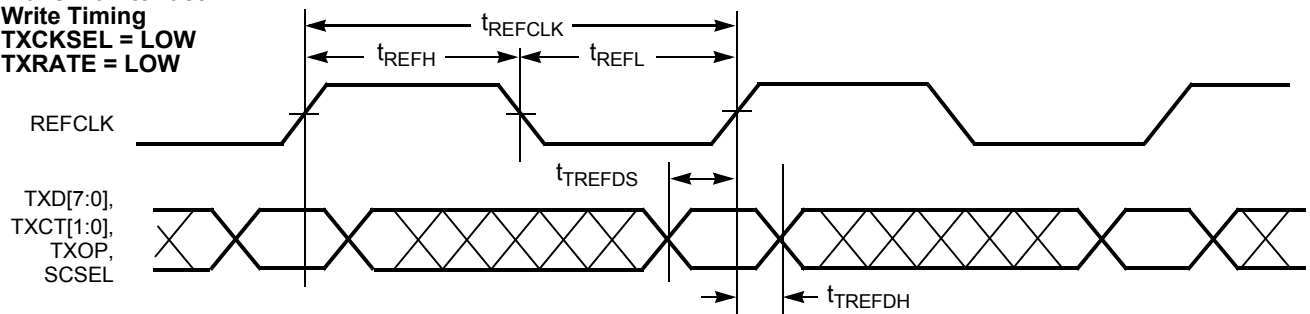 Write Timing
TXCKSEL = LOW
TXRATE = LOW
tREFCLK
tREFH
tREFL
REFCLK
tTREFDS
TXD[7:0],
TXCT[1:0],
TXOP,
SCSEL
tTREFDH